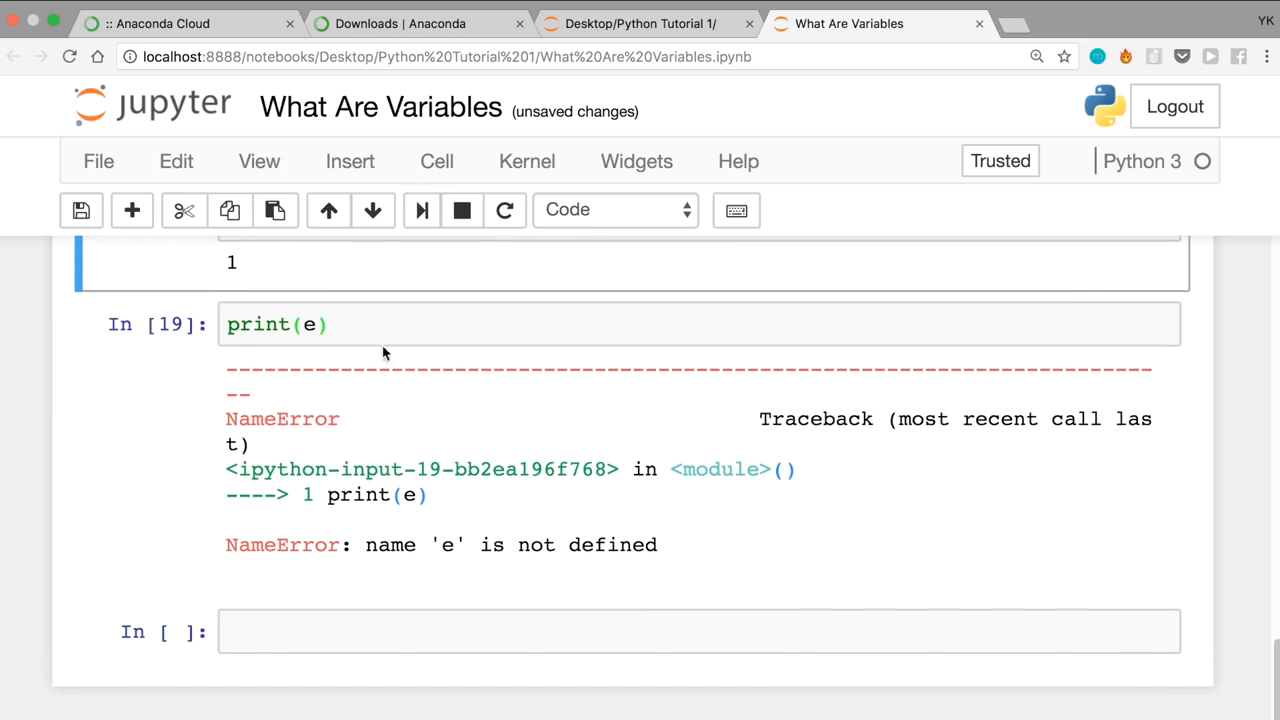 :: Anaconda Cloud
Downloads | Anaconda
Desktop/Python Tutorial 1/
What Are Variables
YK
localhost:8888/notebooks/Desktop/Python%20Tutorial%201/What%20Are%20Variables.ipynb
jupyter What Are Variables (unsaved changes)
Logout
File Edit View Insert Cell Kernel Widgets Help
Trusted
Python 3
Code
1
In [19]: print(e)
---------------------------------------------------------------------------
--
NameError Traceback (most recent call las
t)
<ipython-input-19-bb2ea196f768> in <module>()
----> 1 print(e)
NameError: name 'e' is not defined
In [ ]: